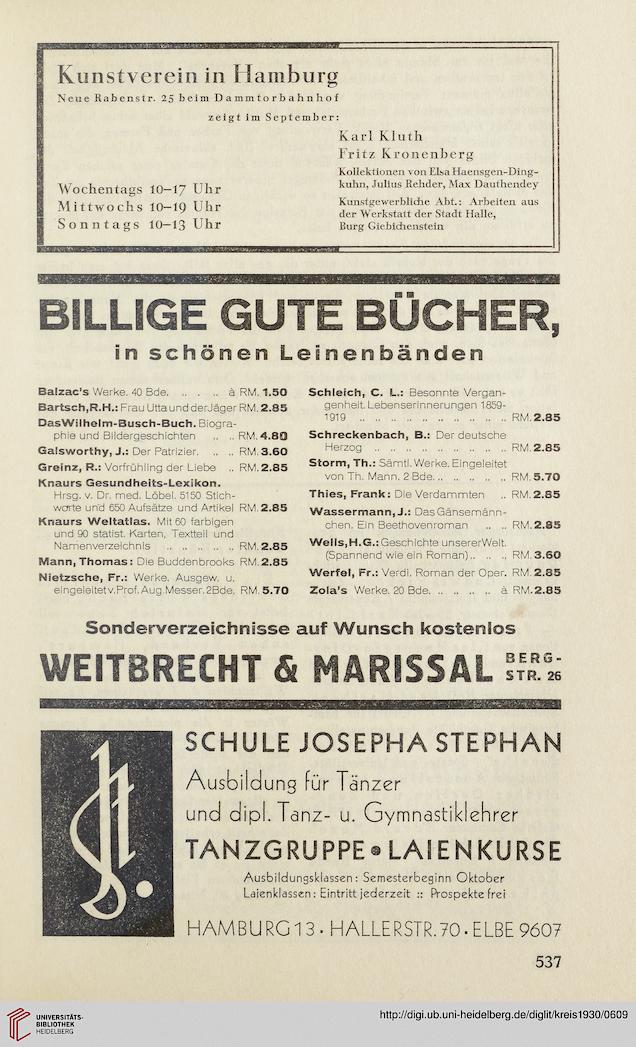 Kunstverein in Hamburg
Neue Rabenstr. 25 beim Dammtorbahnhof
zeigt im September:
Karl Kluth
Fritz Kronenberg
Kollektionen von Elsa Haensgen-Ding-
kuhn, Julius Rehder, Max Dauthendey
Kunstgewerbliche Abt.: Arbeiten aus
der Werkstatt der Stadt Halle,
Burg Giebichenstein
Wochentags 10–17 Uhr
Mittwochs 10–19 Uhr
Sonntags 10–13 Uhr
BILLIGE GUTE BÜCHER,
in schönen Leinenbänden
Balzac's Werke. 40 Bde. .. .. .. à RM. 1.50
Bartsch, R.H.: Frau Utta und der Jäger RM. 2.85
Das Wilhelm-Busch-Buch. Biogra-
phie und Bildergeschichten .. .. RM. 4.80
Galsworthy, J.: Der Patrizier. .. .. RM. 3.60
Greinz, R.: Vorfrühling der Liebe .. RM. 2.85
Knaurs Gesundheits-Lexikon.
Hrsg. v. Dr. med. Löbel. 5150 Stich-
worte und 650 Aufsätze und Artikel RM. 2.85
Knaurs Weltatlas. Mit 60 farbigen
und 90 statist. Karten, Textteil und
Namenverzeichnis .. .. .. .. .. RM. 2.85
Mann, Thomas: Die Buddenbrooks RM. 2.85
Nietzsche, Fr.: Werke. Ausgew. u.
eingeleitet v. Prof. Aug. Messer. 2 Bde. RM. 5.70
Schleich, C. L.: Besonnte Vergan-
genheit. Lebenserinnerungen 1859-
1919 .. .. .. .. .. .. .. .. RM. 2.85
Schreckenbach, B.: Der deutsche
Herzog .. .. .. .. .. .. .. RM. 2.85
Storm, Th.: Sämtl. Werke. Eingeleitet
von Th. Mann. 2 Bde. .. .. .. .. RM. 5.70
Thies, Frank: Die Verdammten .. RM. 2.85
Wassermann, J.: Das Gänsemänn-
chen. Ein Beethovenroman .. .. RM. 2.85
Wells, H.G.: Geschichte unserer Welt.
(Spannend wie ein Roman) .. .. .. RM. 3.60
Werfel, Fr.: Verdi. Roman der Oper. RM. 2.85
Zola's Werke. 20 Bde. .. .. .. .. à RM. 2.85
Sonderverzeichnisse auf Wunsch kostenlos
WEITBRECHT & MARISSAL BERG-
STR. 26
SCHULE JOSEPHA STEPHAN
Ausbildung für Tänzer
und dipl. Tanz- u. Gymnastiklehrer
TANZGRUPPE • LAIENKURSE
Ausbildungsklassen: Semesterbeginn Oktober
Laienklassen: Eintritt jederzeit :: Prospekte frei
HAMBURG 13 • HALLERSTR. 70 • ELBE 9607
537
UNIVERSITÄTS-
BIBLIOTHEK
HEIDELBERG
http://digi.ub.uni-heidelberg.de/diglit/kreis1930/0609